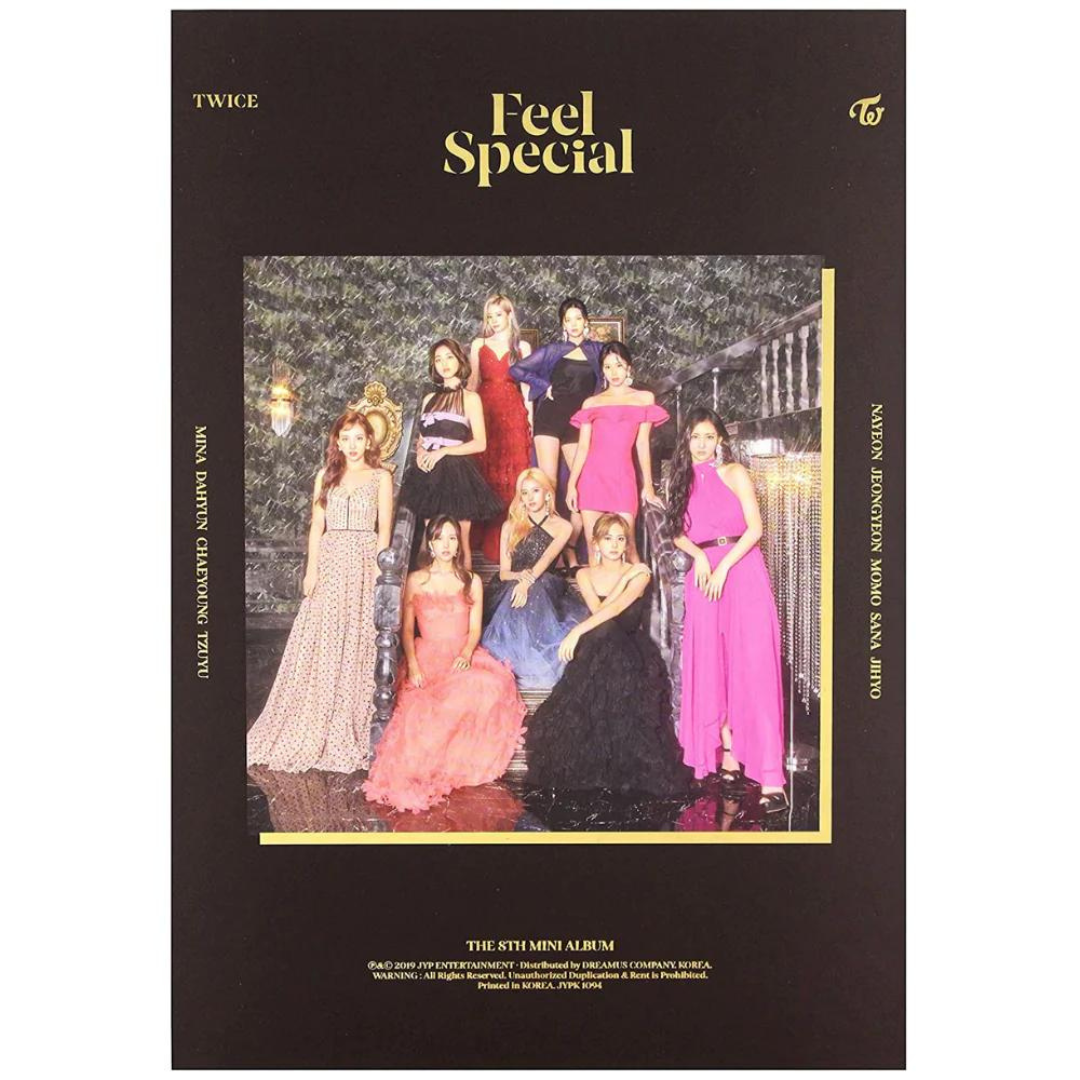 TWICE
Feel
Special
TW
NAYEON JEONGYEON MOMO SANA JIHYO
MINA DAHYUN CHAEYOUNG TZUYU
THE 8TH MINI ALBUM
℗&© 2019 JYP ENTERTAINMENT · Distributed by DREAMUS COMPANY, KOREA.
WARNING : All Rights Reserved. Unauthorized Duplication & Rent is Prohibited.
Printed in KOREA. JYPK 1094